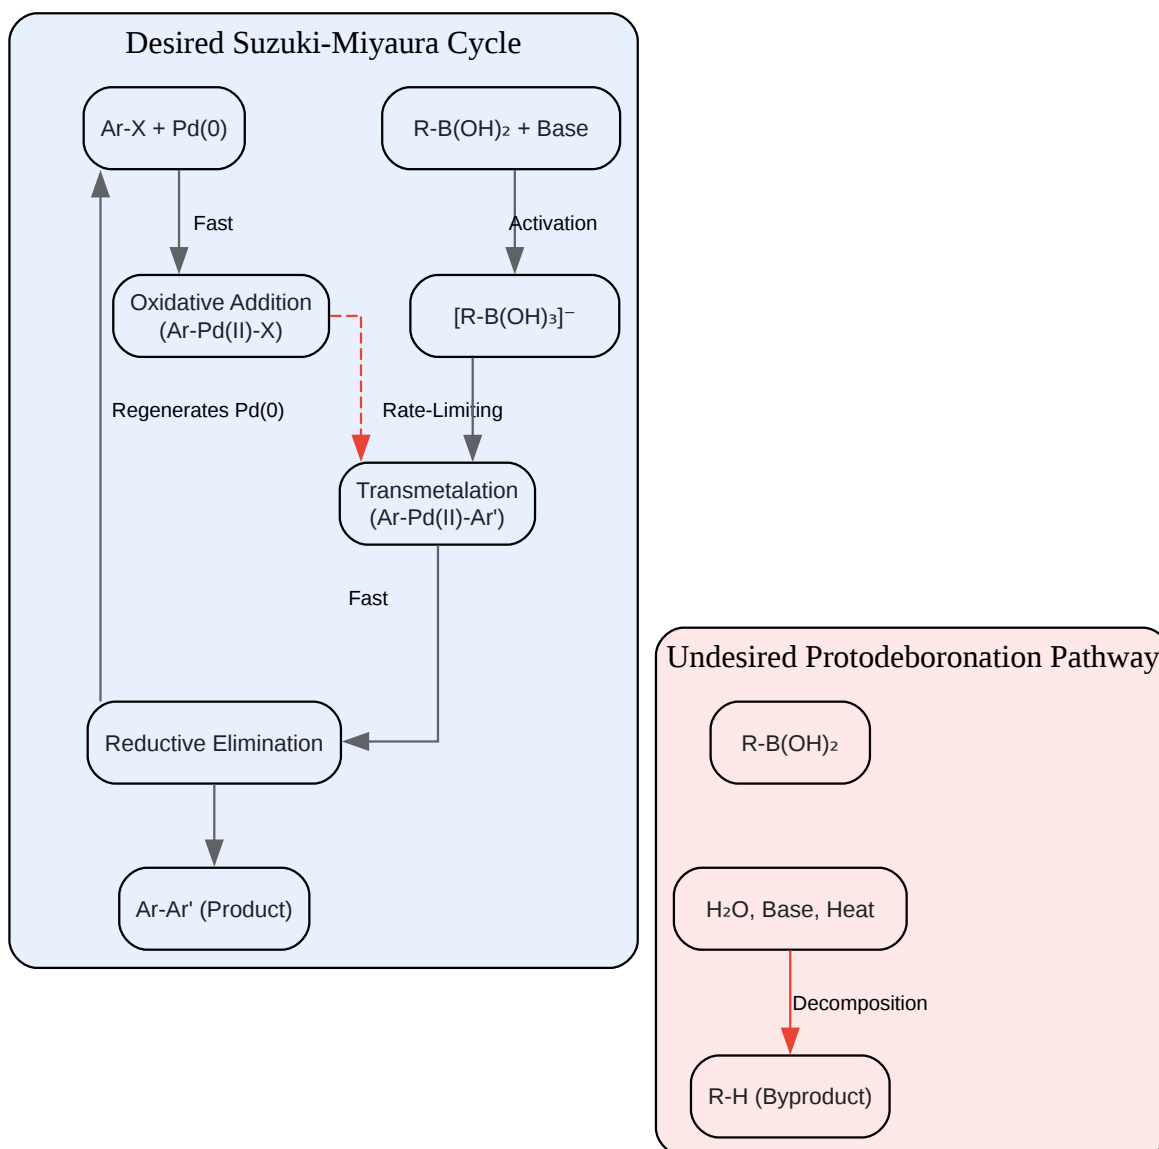 Desired Suzuki-Miyaura Cycle
Ar-X + Pd(0)
R-B(OH)₂ + Base
Fast
Activation
Oxidative Addition
(Ar-Pd(II)-X)
[R-B(OH)₃]⁻
Regenerates Pd(0)
Rate-Limiting
Transmetalation
(Ar-Pd(II)-Ar')
Fast
Reductive Elimination
Ar-Ar' (Product)
Undesired Protodeboronation Pathway
R-B(OH)₂
H₂O, Base, Heat
Decomposition
R-H (Byproduct)